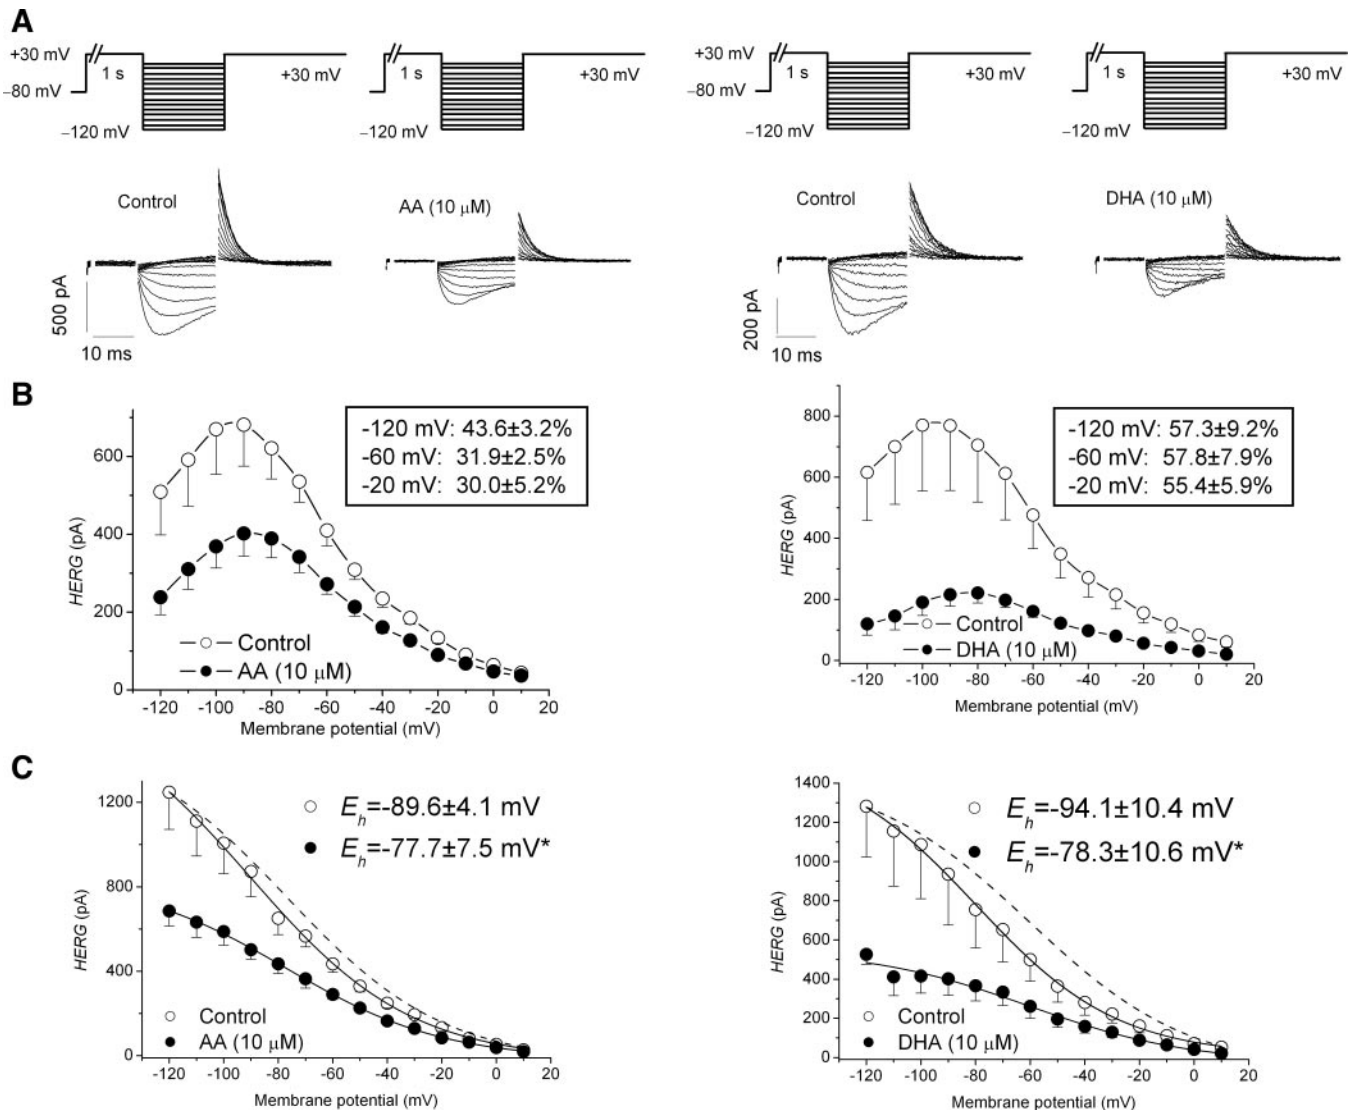 A
+30 mV
1 s
+30 mV
−80 mV
−120 mV
1 s
+30 mV
+30 mV
1 s
+30 mV
−80 mV
−120 mV
1 s
+30 mV
−120 mV
Control
AA (10 μM)
500 pA
10 ms
Control
DHA (10 μM)
200 pA
10 ms
B
-120 mV: 43.6±3.2%
-60 mV: 31.9±2.5%
-20 mV: 30.0±5.2%
HERG (pA)
600
400
200
0
Control
AA (10 μM)
-120 -100 -80 -60 -40 -20 0 20
Membrane potential (mV)
-120 mV: 57.3±9.2%
-60 mV: 57.8±7.9%
-20 mV: 55.4±5.9%
HERG (pA)
800
600
400
200
0
Control
DHA (10 μM)
-120 -100 -80 -60 -40 -20 0 20
Membrane potential (mV)
C
Eh=-89.6±4.1 mV
Eh=-77.7±7.5 mV*
HERG (pA)
1200
800
400
0
Control
AA (10 μM)
-120 -100 -80 -60 -40 -20 0 20
Membrane potential (mV)
Eh=-94.1±10.4 mV
Eh=-78.3±10.6 mV*
HERG (pA)
1400
1200
1000
800
600
400
200
0
Control
DHA (10 μM)
-120 -100 -80 -60 -40 -20 0 20
Membrane potential (mV)